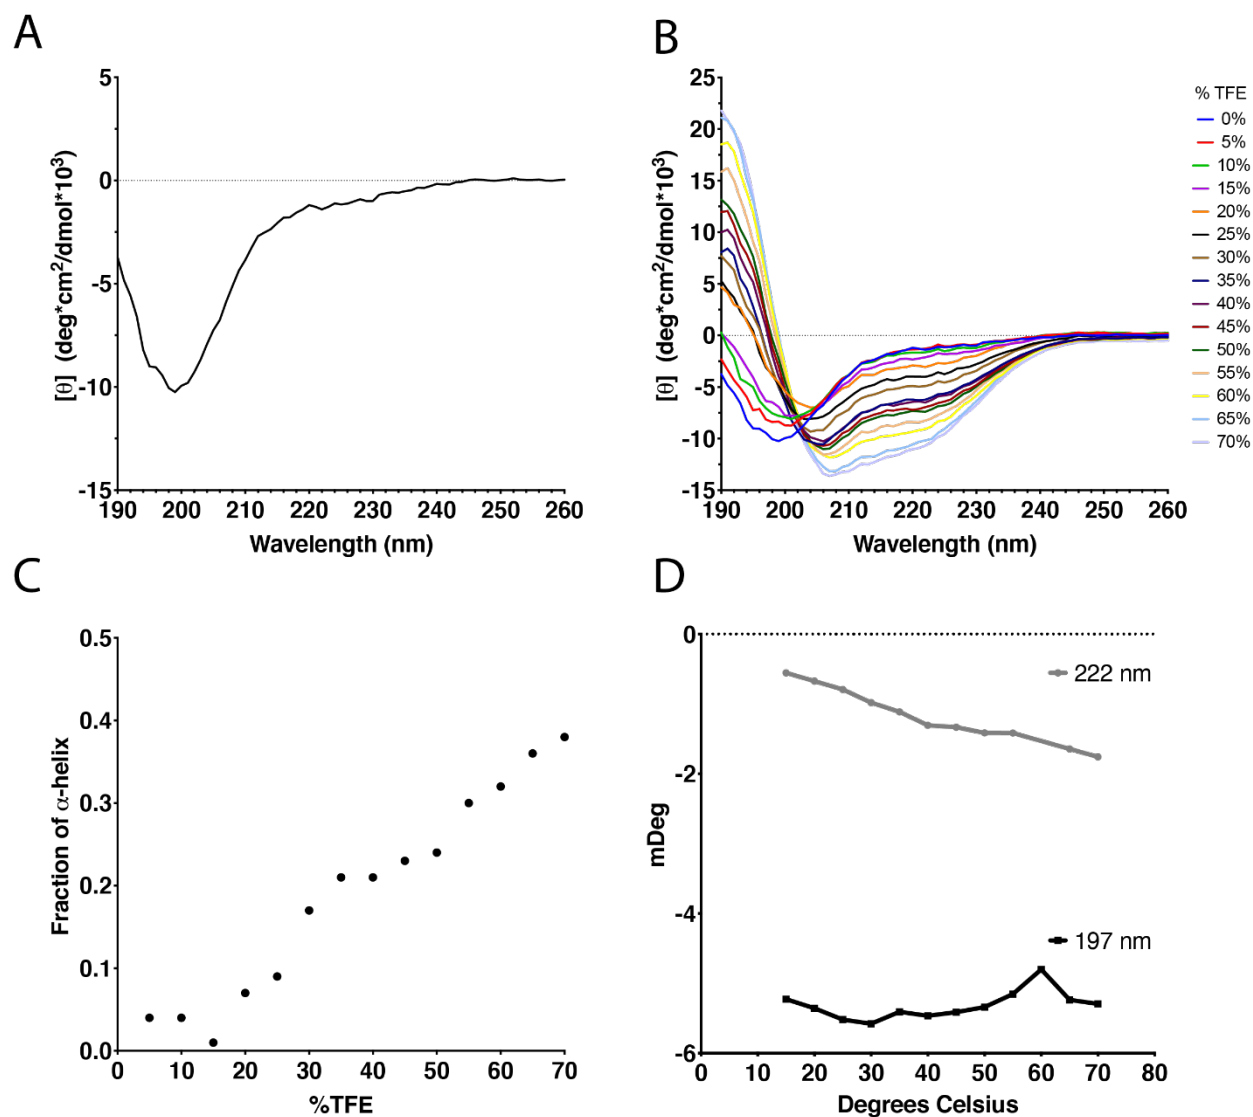 A
5
0
-5
-10
-15
190 200 210 220 230 240 250 260
[θ] (deg*cm²/dmol*10³)
Wavelength (nm)
B
25
20
15
10
5
0
-5
-10
-15
190 200 210 220 230 240 250 260
[θ] (deg*cm²/dmol*10³)
Wavelength (nm)
% TFE
0%
5%
10%
15%
20%
25%
30%
35%
40%
45%
50%
55%
60%
65%
70%
C
0.5
0.4
0.3
0.2
0.1
0.0
0 10 20 30 40 50 60 70
Fraction of α-helix
%TFE
D
0
-2
-4
-6
0 10 20 30 40 50 60 70 80
mDeg
Degrees Celsius
222 nm
197 nm